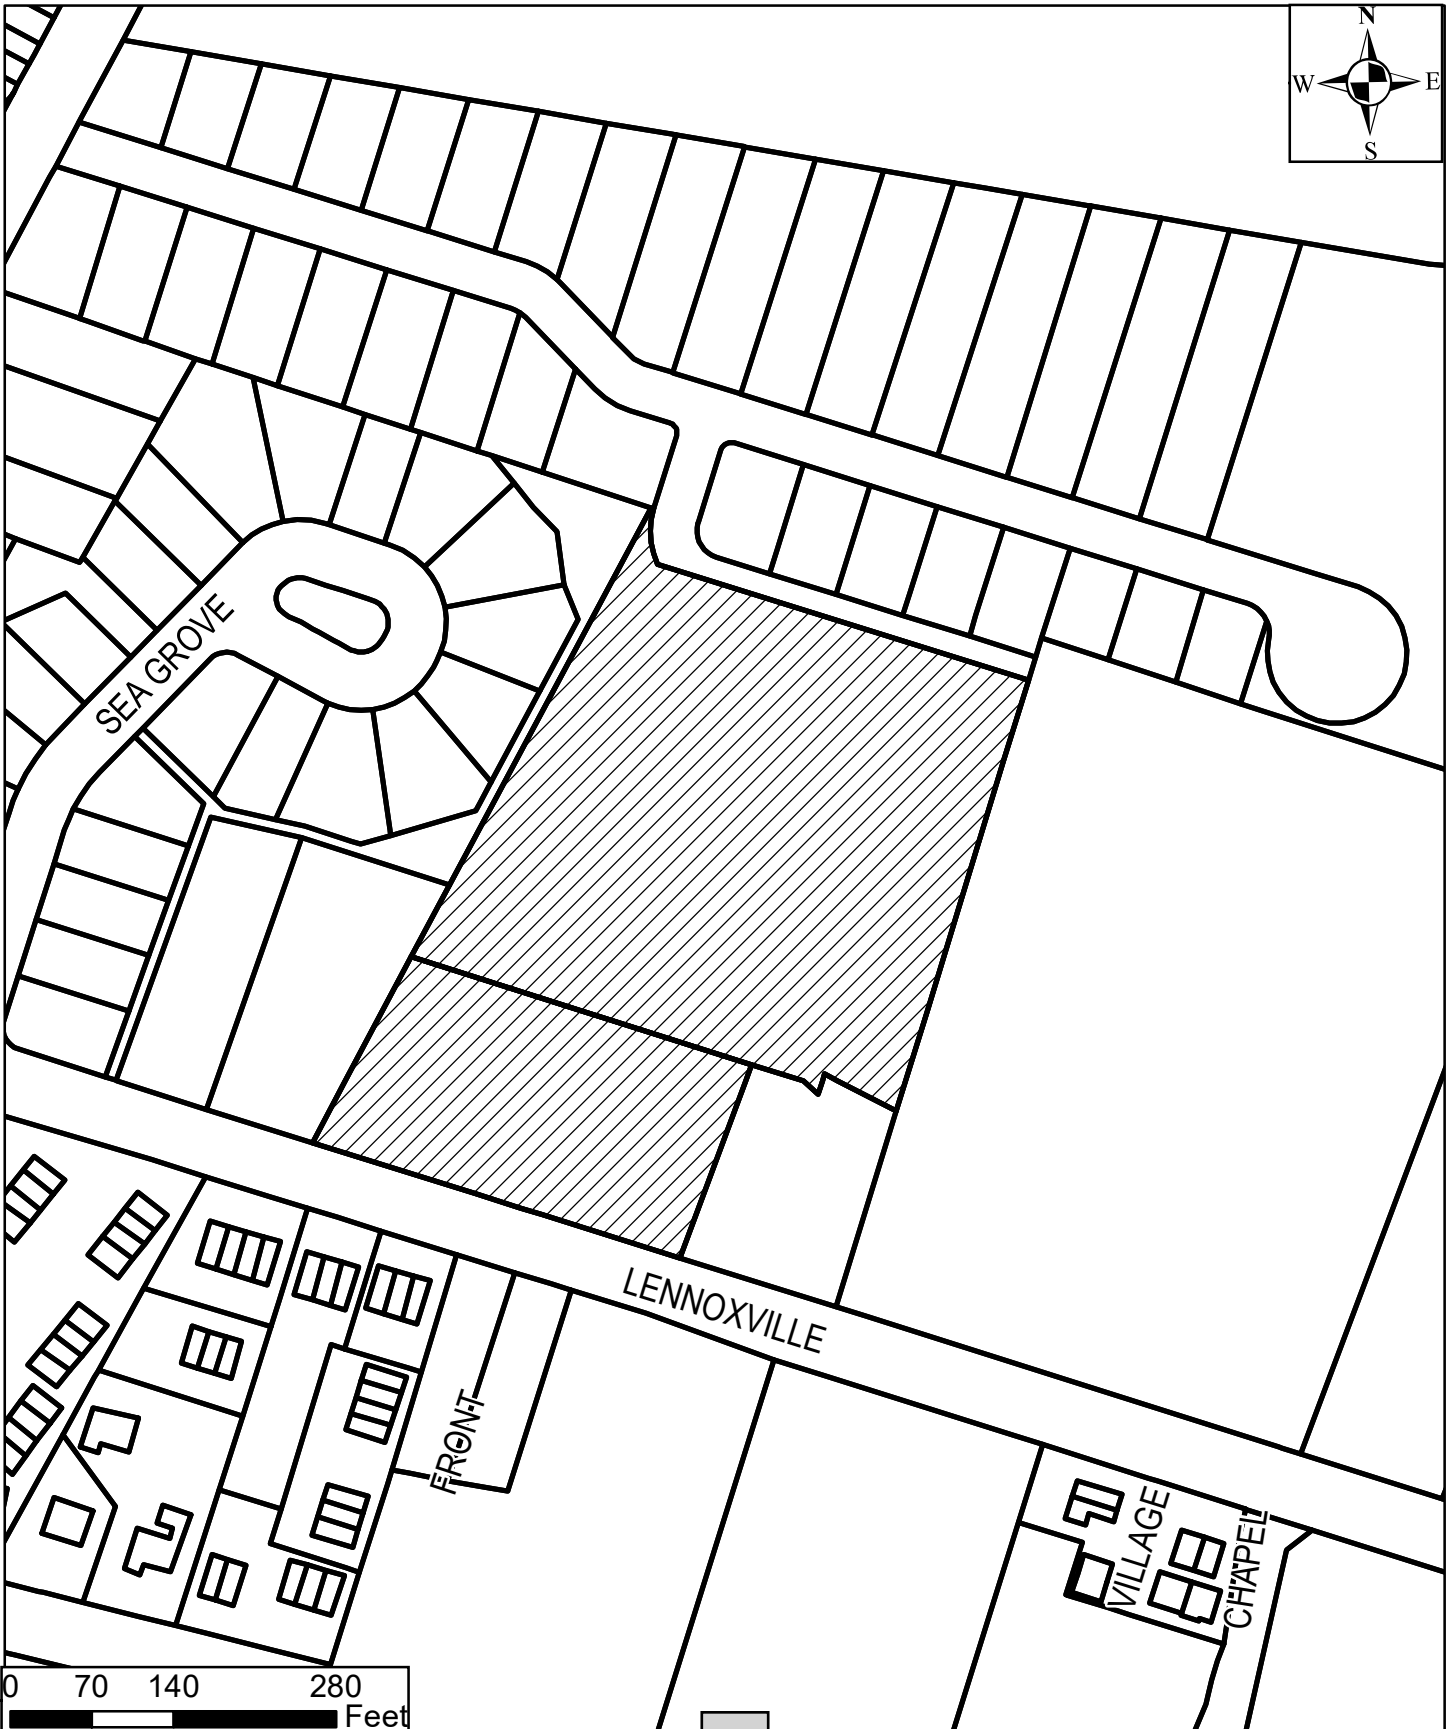 N
W E
S
SEA GROVE
LENNOXVILLE
FRONT
VILLAGE
CHAPEL
0 70 140 280
Feet